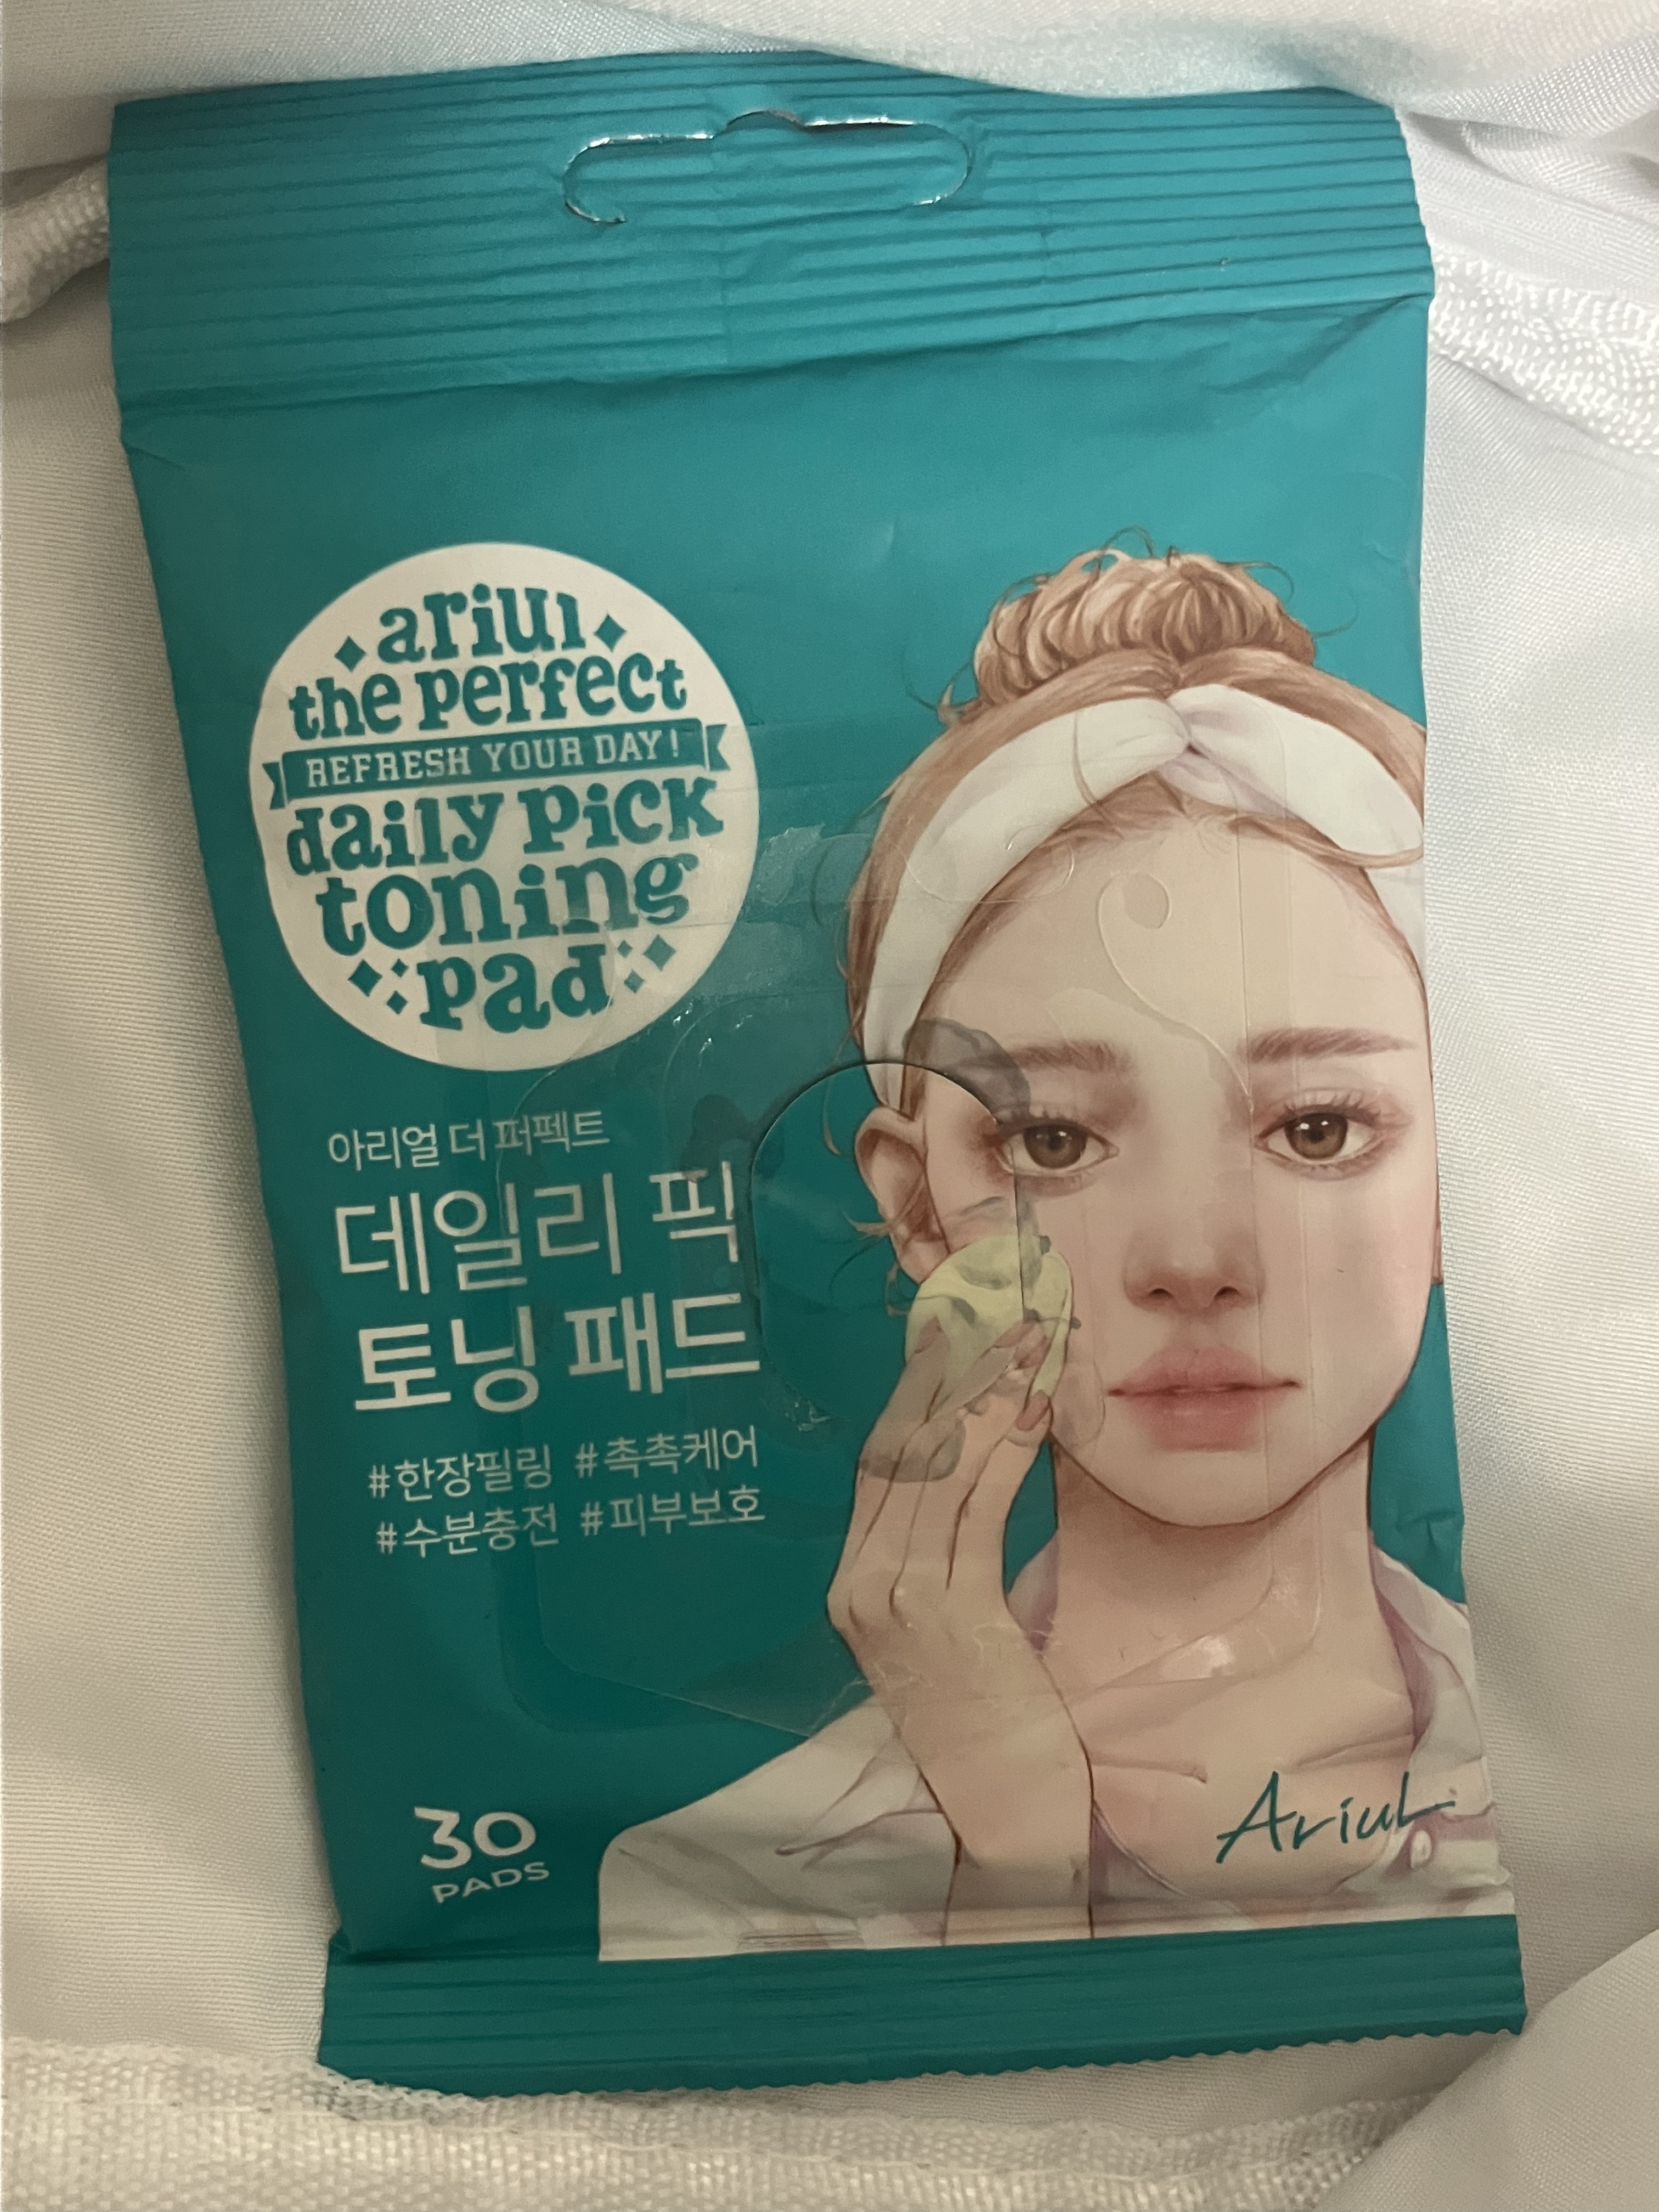 ariul
the perfect
REFRESH YOUR DAY!
daily pick
toning
pad
아리얼 더 퍼펙트
데일리 픽
토닝 패드
#한장필링 #촉촉케어
#수분충전 #피부보호
30
PADS
Ariul